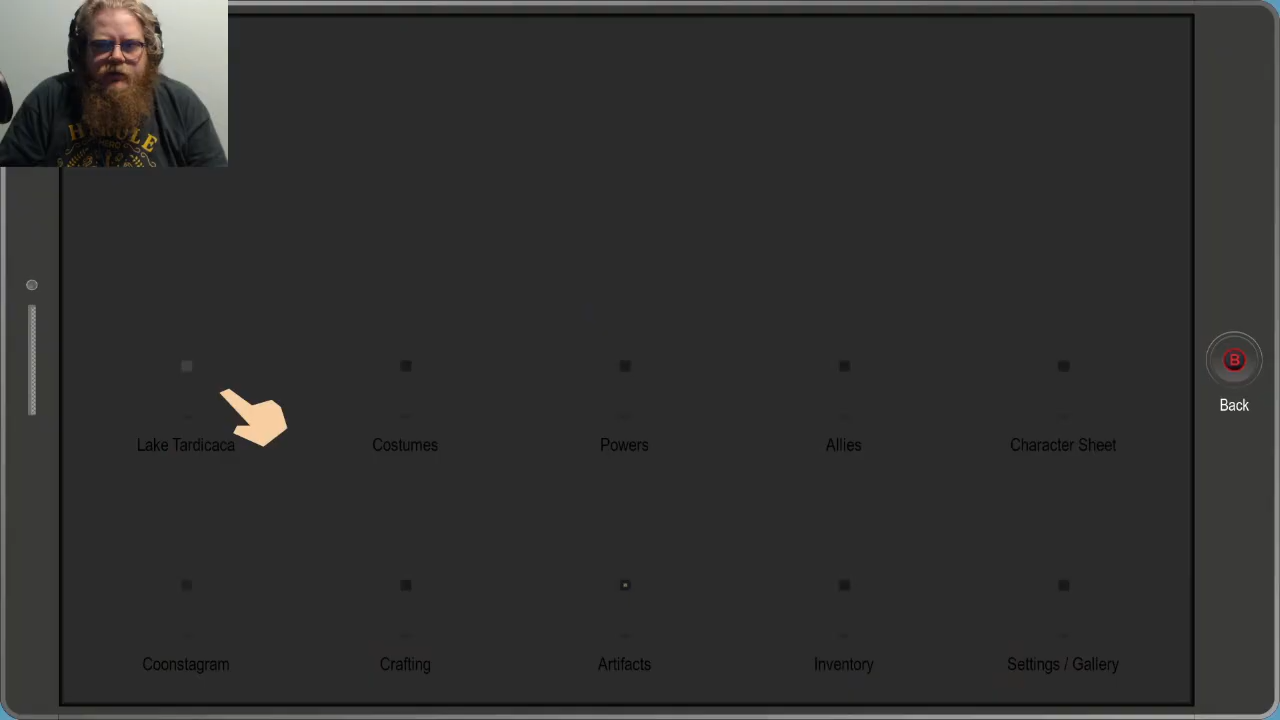 B
Back
Lake Tardicaca
Costumes
Powers
Allies
Character Sheet
Coonstagram
Crafting
Artifacts
Inventory
Settings / Gallery